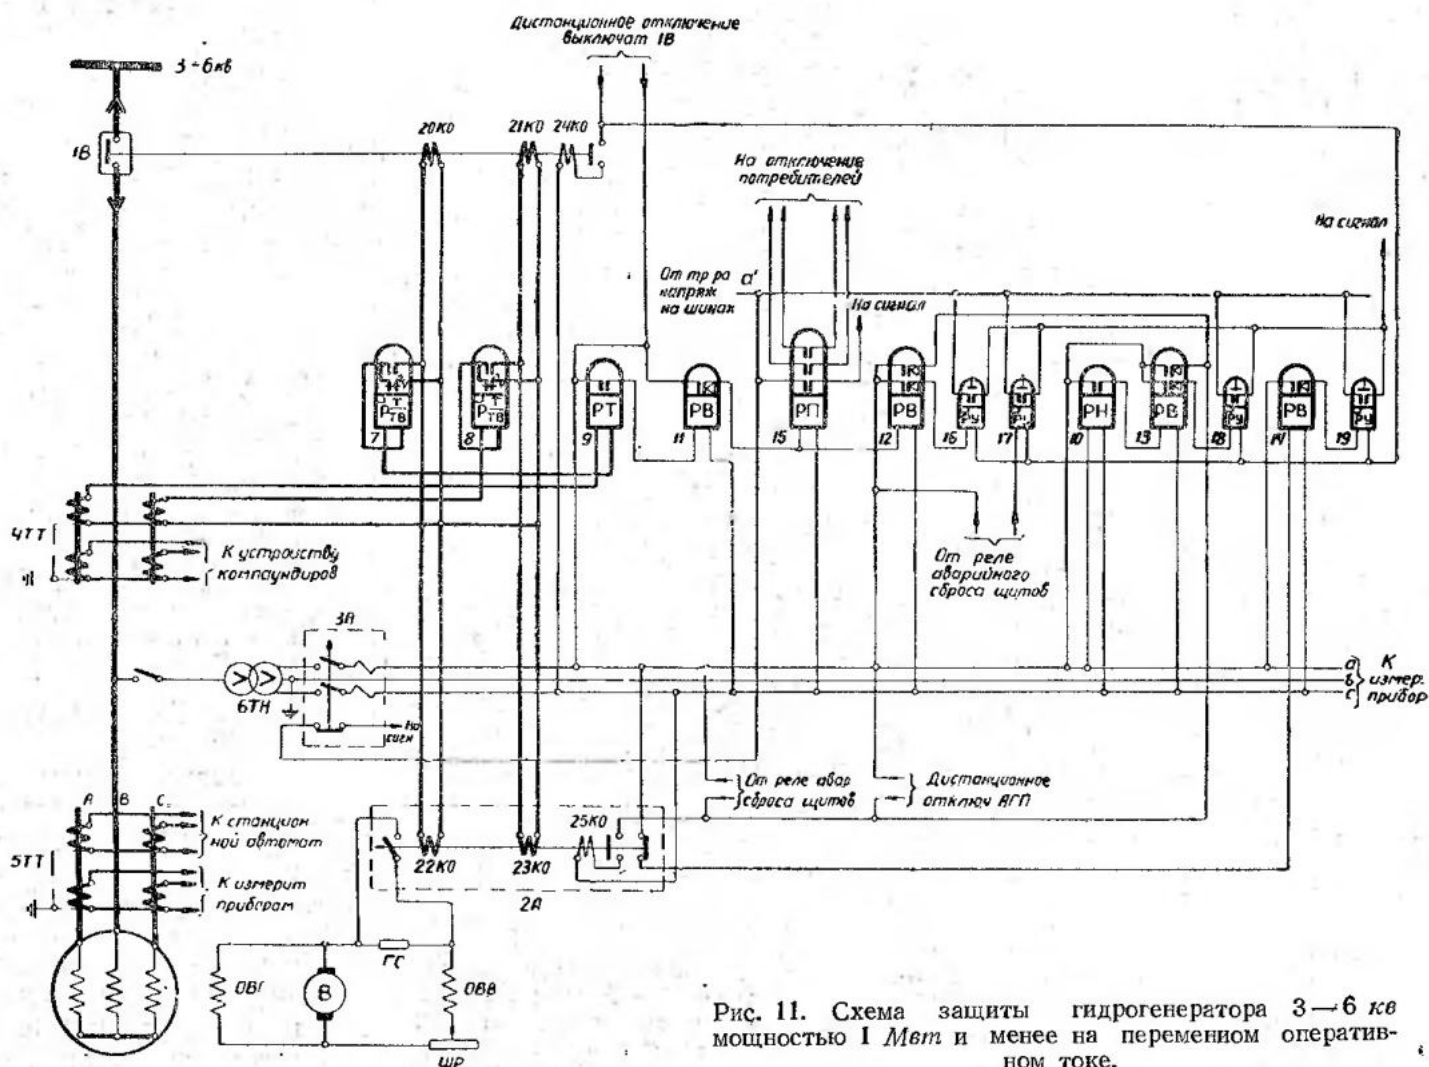 Дистанционное отключение
выключат 1В
3÷6кв
20КО
21КО
24КО
1В
На отключение
потребителей
На сигнал
От тр ра
напряж
на шинах
а'
На сигнал
РТ
РВ
РП
РВ
РУ
РН
РВ
РУ
РВ
РУ
7
8
9
11
15
12
16
17
10
13
18
14
19
4ТТ
К устройству
компаундиров
От реле
аварийного
сброса щитов
3А
6ТН
На
сигн
а
в
с
К
измер.
прибор
От реле авар
сброса щитов
Дистанционное
отключ АГП
А
В
С
К станцион
ной автомат
5ТТ
К измерит
приборам
25КО
22КО
23КО
2А
ГС
ОВГ
В
ОВВ
ШР
Рис. 11. Схема защиты гидрогенератора 3—6 кв
мощностью 1 Мвт и менее на переменном оператив-
ном токе.